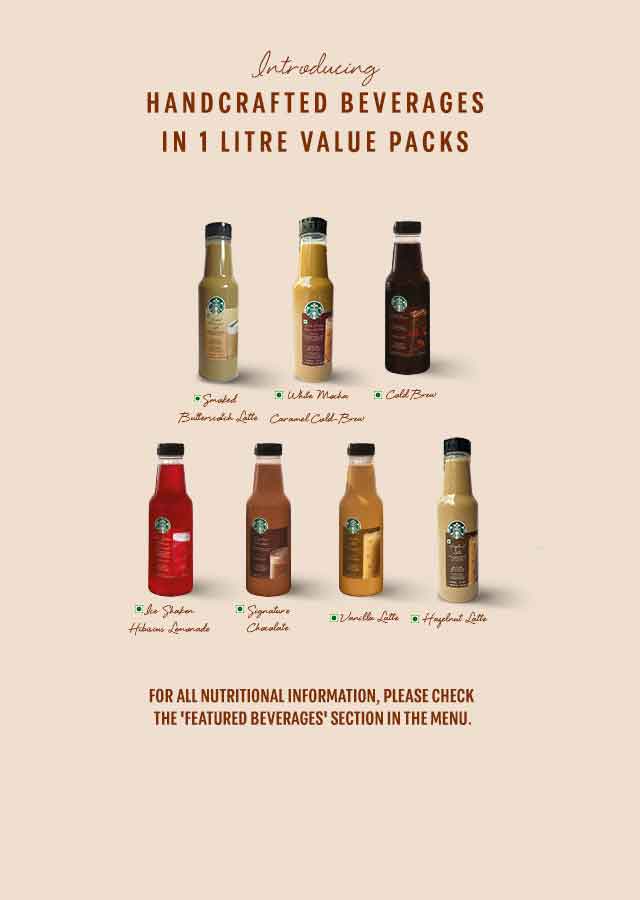 Introducing
HANDCRAFTED BEVERAGES
IN 1 LITRE VALUE PACKS
Smoked
Butterscotch Latte
White Mocha
Caramel Cold-Brew
Cold Brew
Ice Shaken
Hibiscus Lemonade
Signature
Chocolate
Vanilla Latte
Hazelnut Latte
FOR ALL NUTRITIONAL INFORMATION, PLEASE CHECK
THE 'FEATURED BEVERAGES' SECTION IN THE MENU.